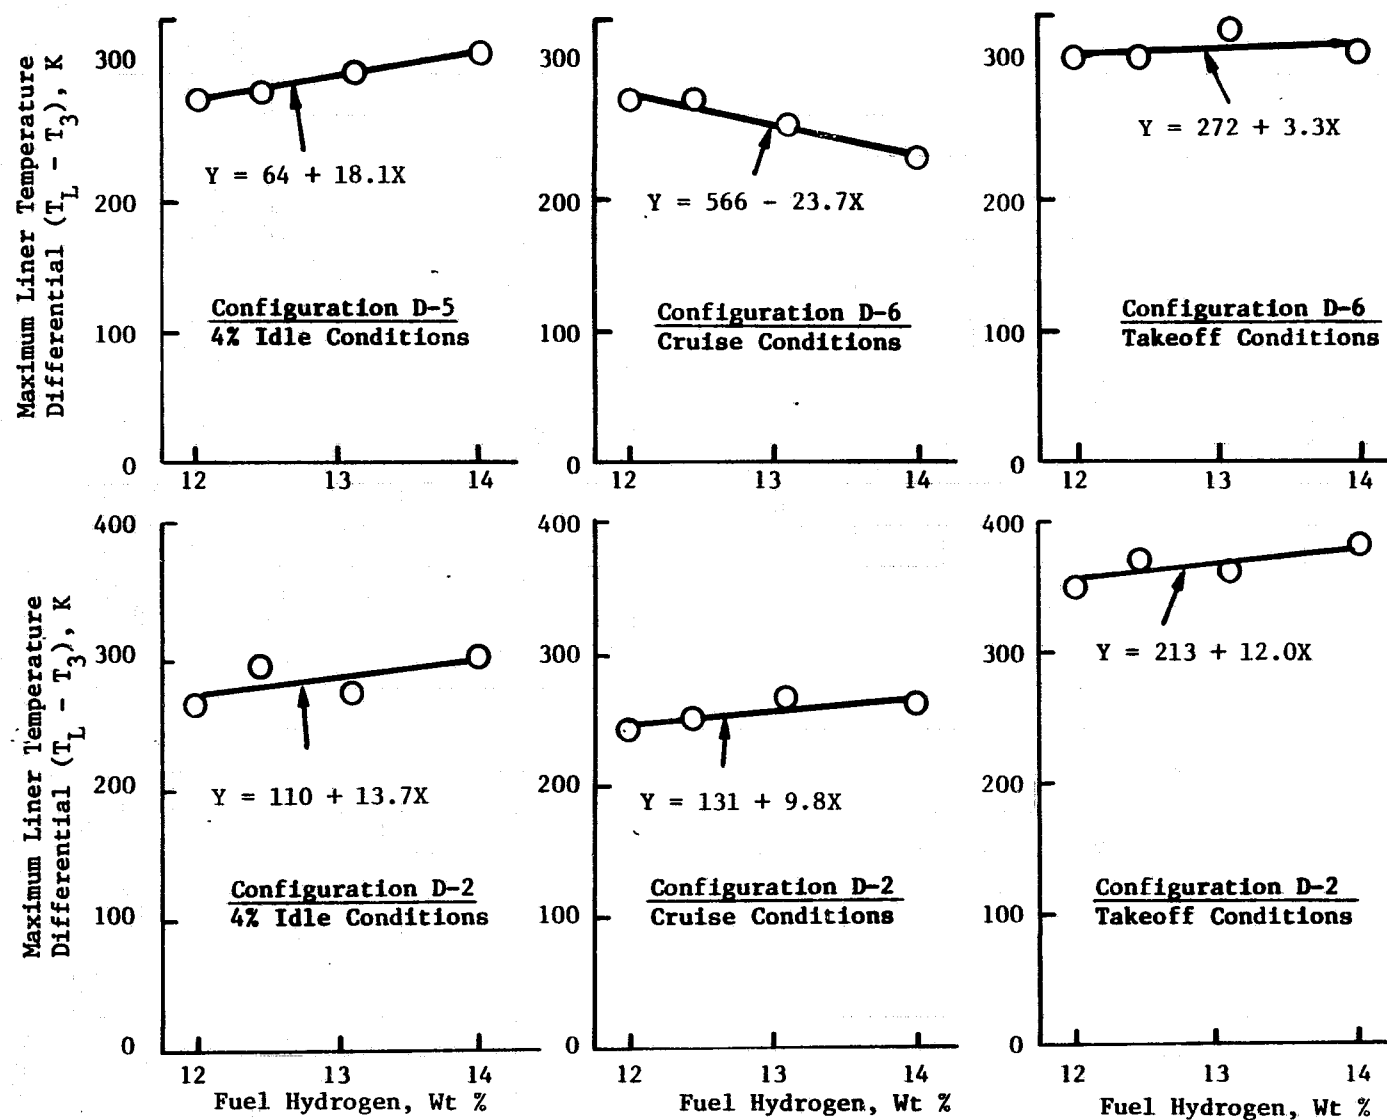 Maximum Liner Temperature
Differential (T_L - T_3), K
300
200
100
0
Y = 64 + 18.1X
Configuration D-5
4% Idle Conditions
12 13 14
300
200
100
0
Y = 566 - 23.7X
Configuration D-6
Cruise Conditions
12 13 14
300
200
100
0
Y = 272 + 3.3X
Configuration D-6
Takeoff Conditions
12 13 14
Maximum Liner Temperature
Differential (T_L - T_3), K
400
300
200
100
0
Y = 110 + 13.7X
Configuration D-2
4% Idle Conditions
12 13 14
Fuel Hydrogen, Wt %
400
300
200
100
0
Y = 131 + 9.8X
Configuration D-2
Cruise Conditions
12 13 14
Fuel Hydrogen, Wt %
400
300
200
100
0
Y = 213 + 12.0X
Configuration D-2
Takeoff Conditions
12 13 14
Fuel Hydrogen, Wt %